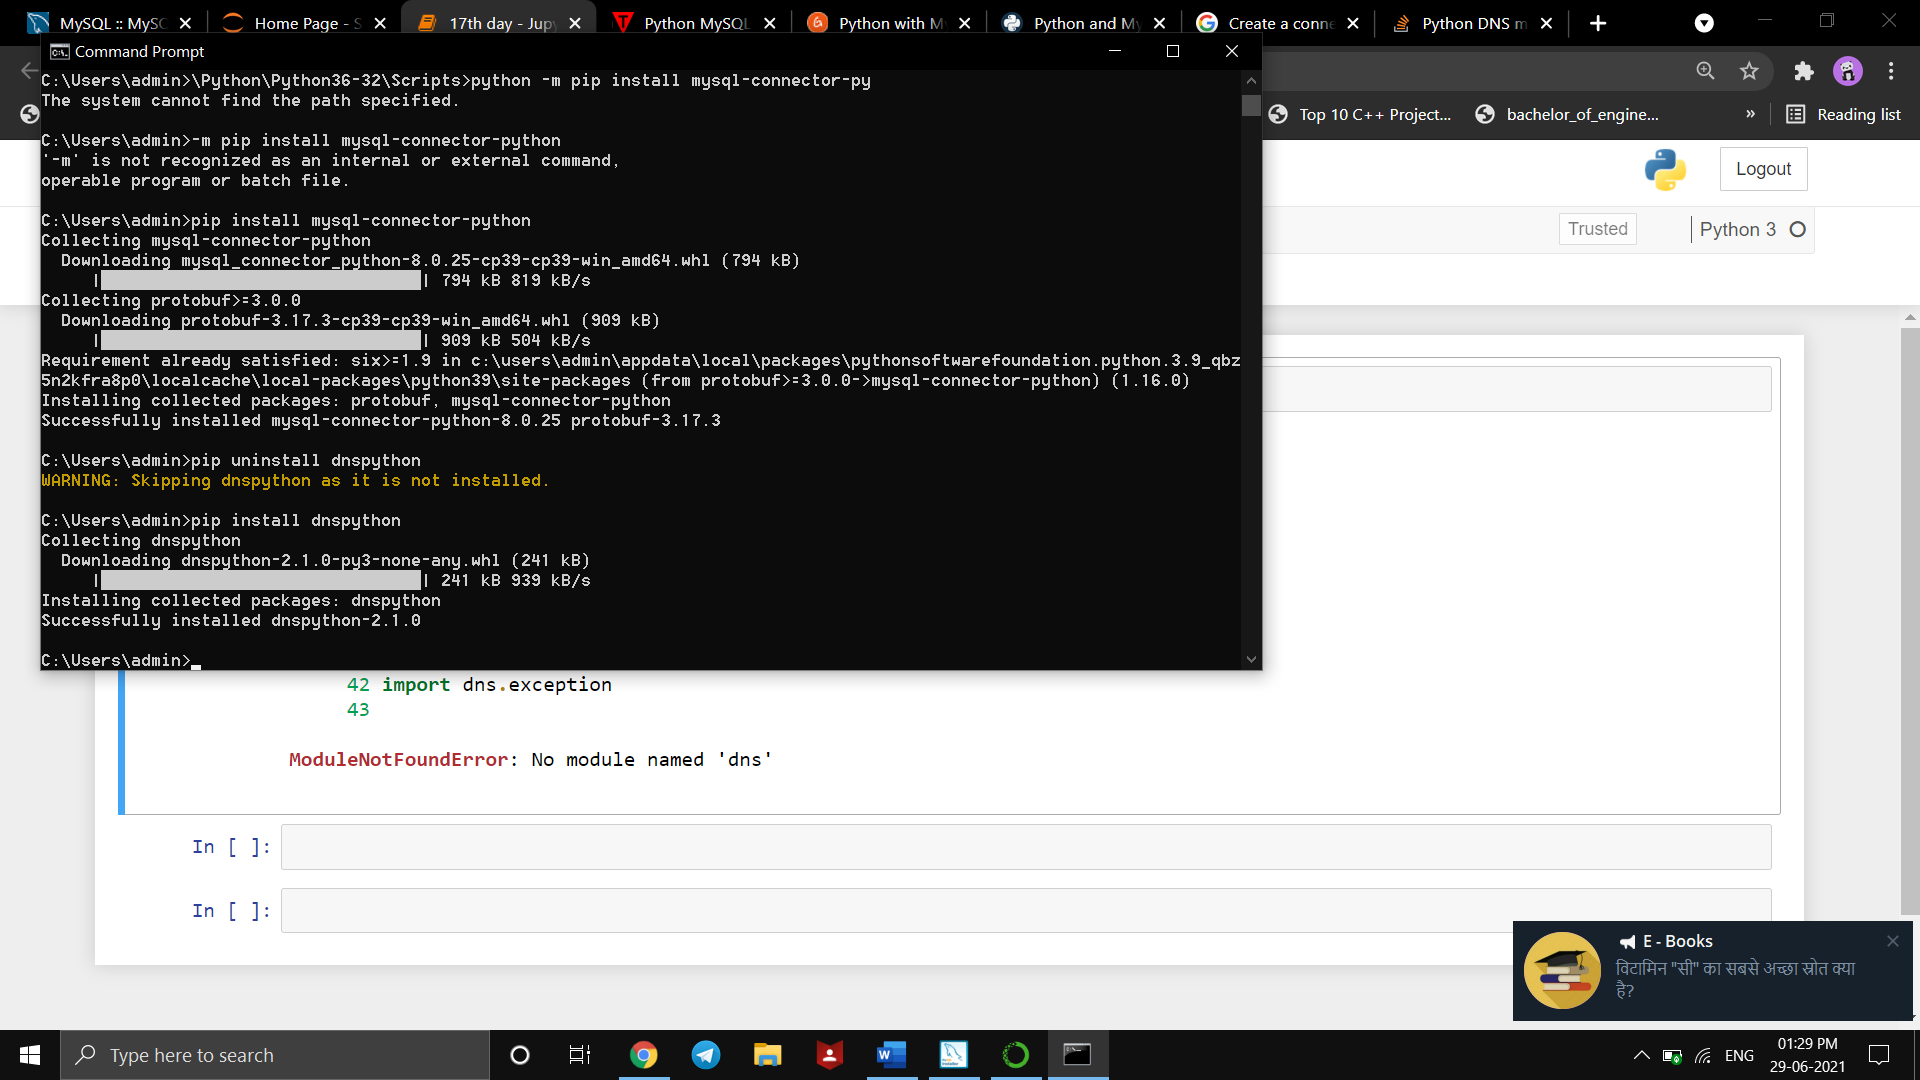 MySQL :: MySC
Home Page - S
17th day - Jup
Python MySQL
Python with M
Python and My
Create a conne
Python DNS m
Command Prompt
C:\Users\admin>\Python\Python36-32\Scripts>python -m pip install mysql-connector-py
The system cannot find the path specified.
C:\Users\admin>-m pip install mysql-connector-python
'-m' is not recognized as an internal or external command,
operable program or batch file.
C:\Users\admin>pip install mysql-connector-python
Collecting mysql-connector-python
Downloading mysql_connector_python-8.0.25-cp39-cp39-win_amd64.whl (794 kB)
|                                | 794 kB 819 kB/s
Collecting protobuf>=3.0.0
Downloading protobuf-3.17.3-cp39-cp39-win_amd64.whl (909 kB)
|                                | 909 kB 504 kB/s
Requirement already satisfied: six>=1.9 in c:\users\admin\appdata\local\packages\pythonsoftwarefoundation.python.3.9_qbz
5n2kfra8p0\localcache\local-packages\python39\site-packages (from protobuf>=3.0.0->mysql-connector-python) (1.16.0)
Installing collected packages: protobuf, mysql-connector-python
Successfully installed mysql-connector-python-8.0.25 protobuf-3.17.3
C:\Users\admin>pip uninstall dnspython
WARNING: Skipping dnspython as it is not installed.
C:\Users\admin>pip install dnspython
Collecting dnspython
Downloading dnspython-2.1.0-py3-none-any.whl (241 kB)
|                                | 241 kB 939 kB/s
Installing collected packages: dnspython
Successfully installed dnspython-2.1.0
C:\Users\admin>
Top 10 C++ Project...
bachelor_of_engine...
»
Reading list
Logout
Trusted
Python 3
42 import dns.exception
43
ModuleNotFoundError: No module named 'dns'
In [ ]:
In [ ]:
E - Books
विटामिन "सी" का सबसे अच्छा स्रोत क्या
है?
Type here to search
ENG
01:29 PM
29-06-2021